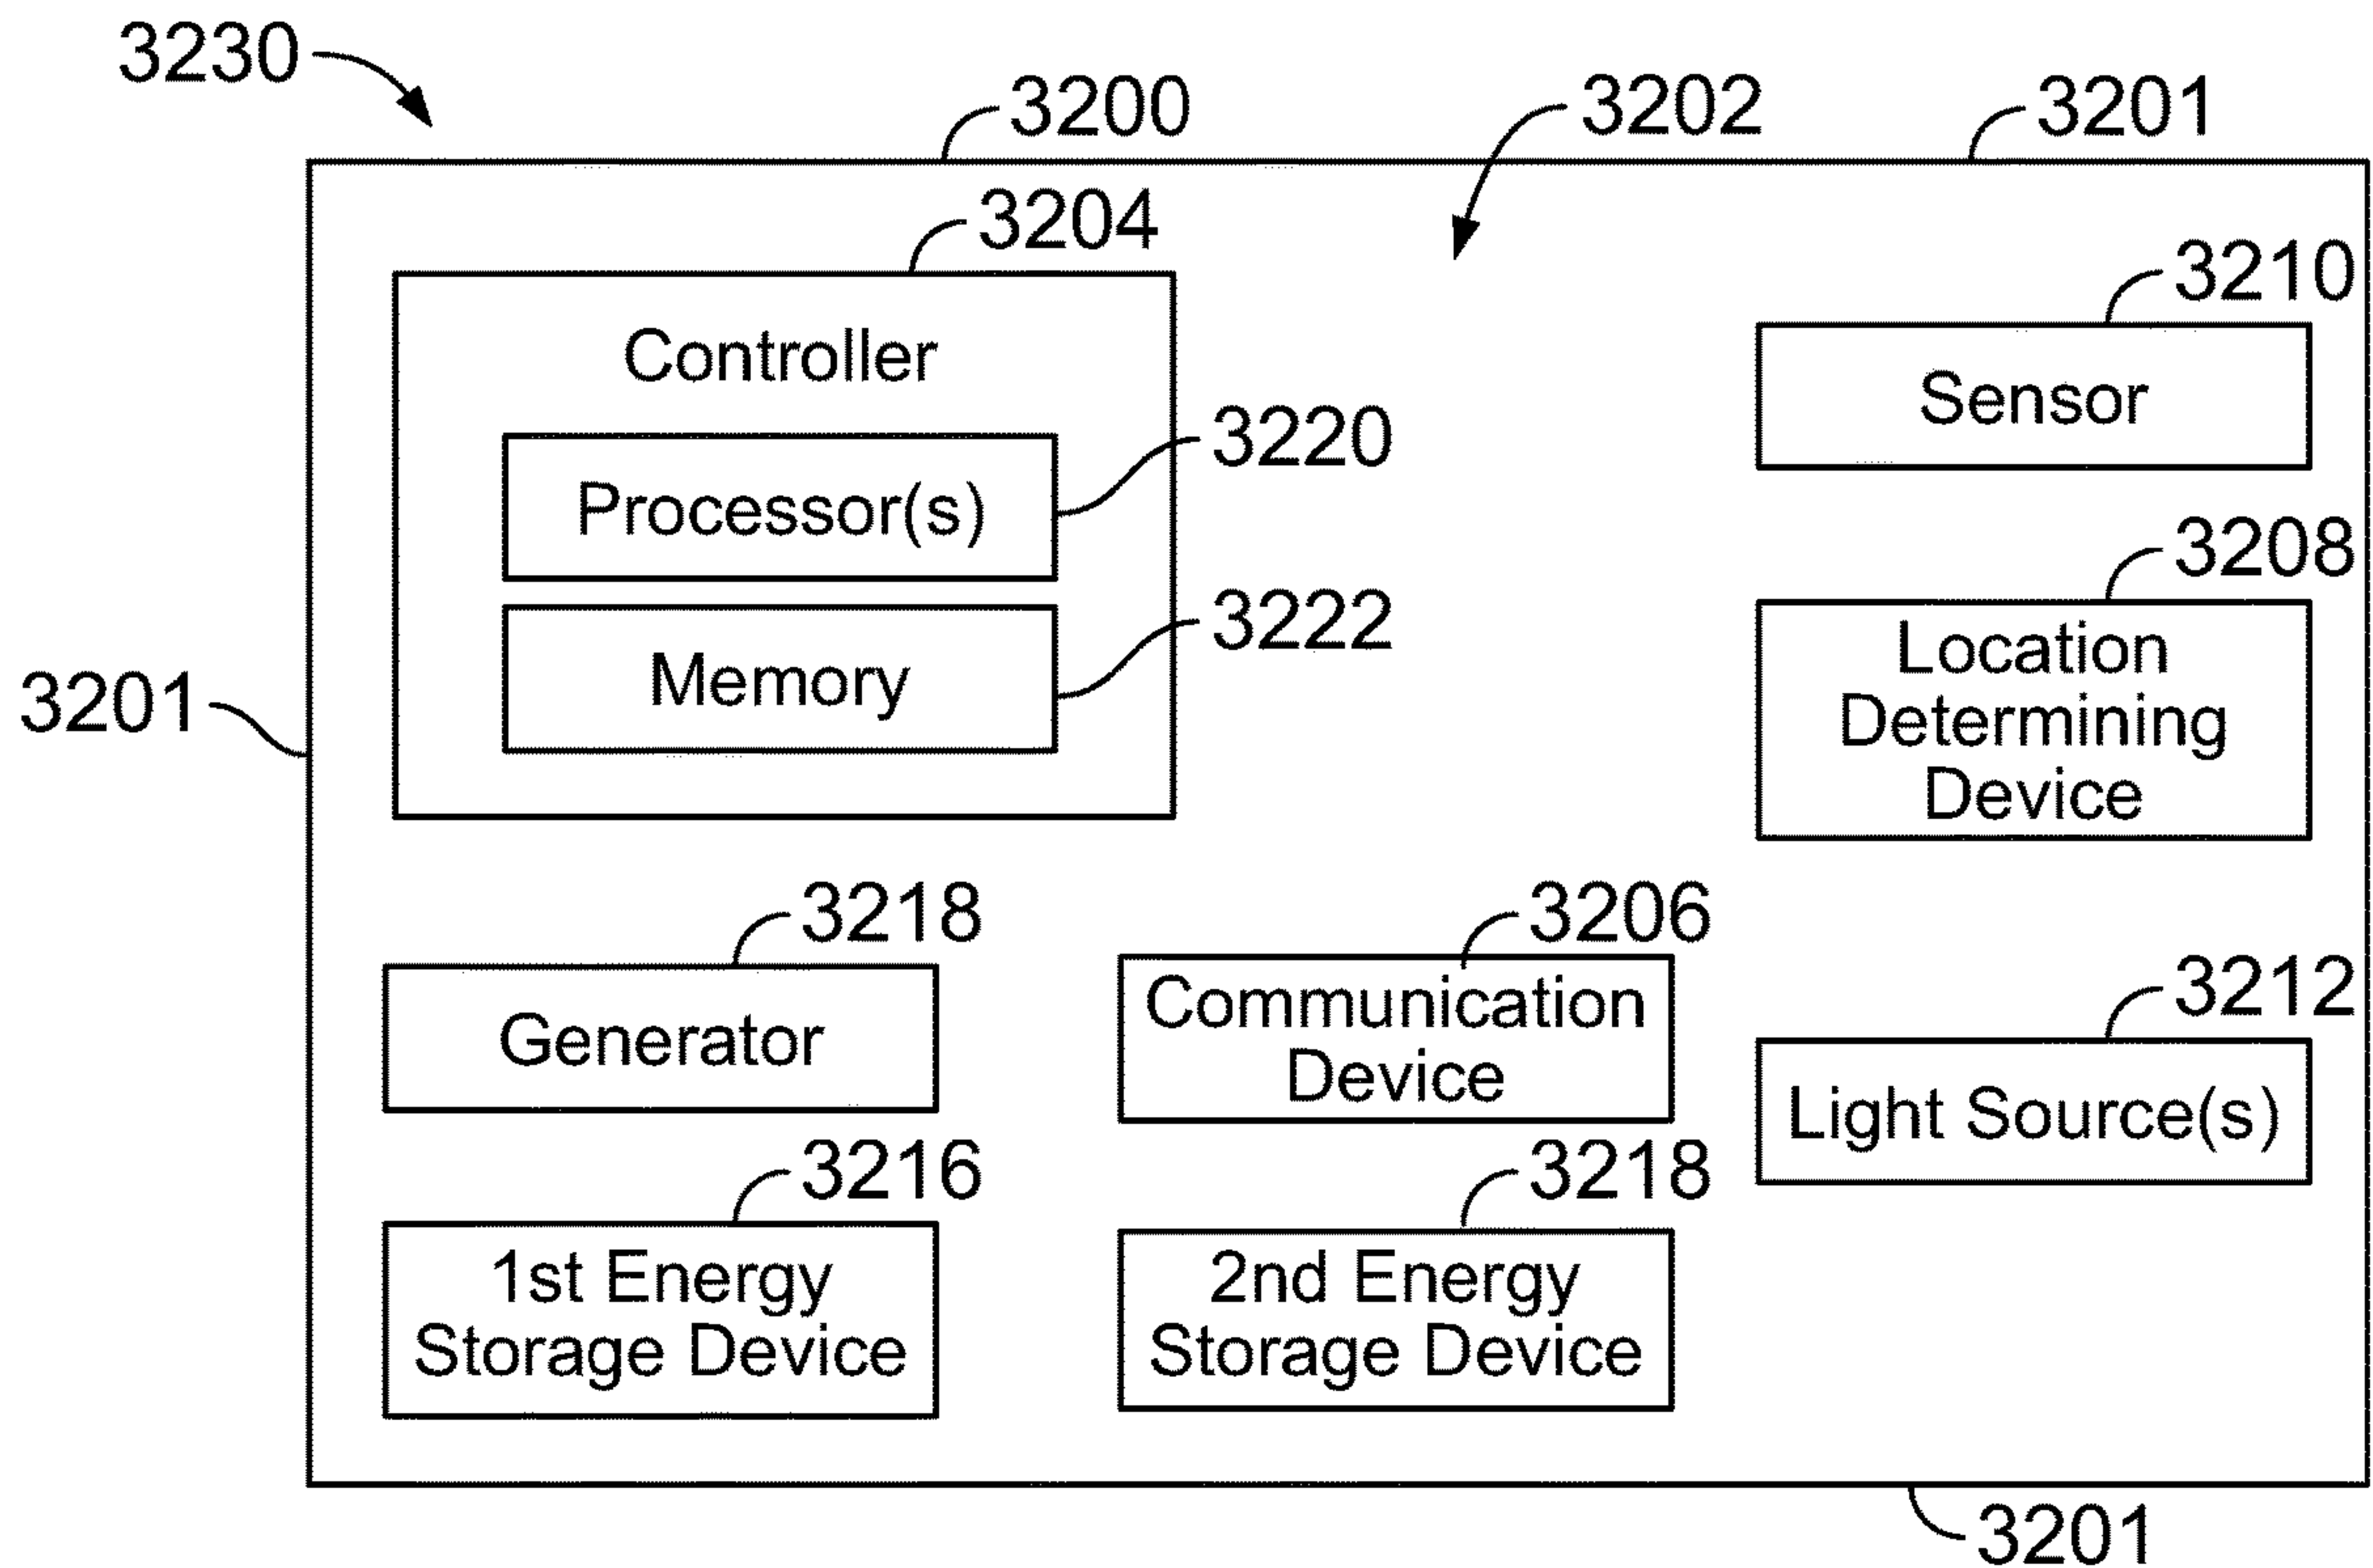 3230
3200
3202
3201
3204
Controller
3210
Sensor
3220
Processor(s)
3208
3222
Memory
Location
Determining
Device
3201
3218
Generator
3206
Communication
Device
3212
Light Source(s)
3216
1st Energy
Storage Device
3218
2nd Energy
Storage Device
3201